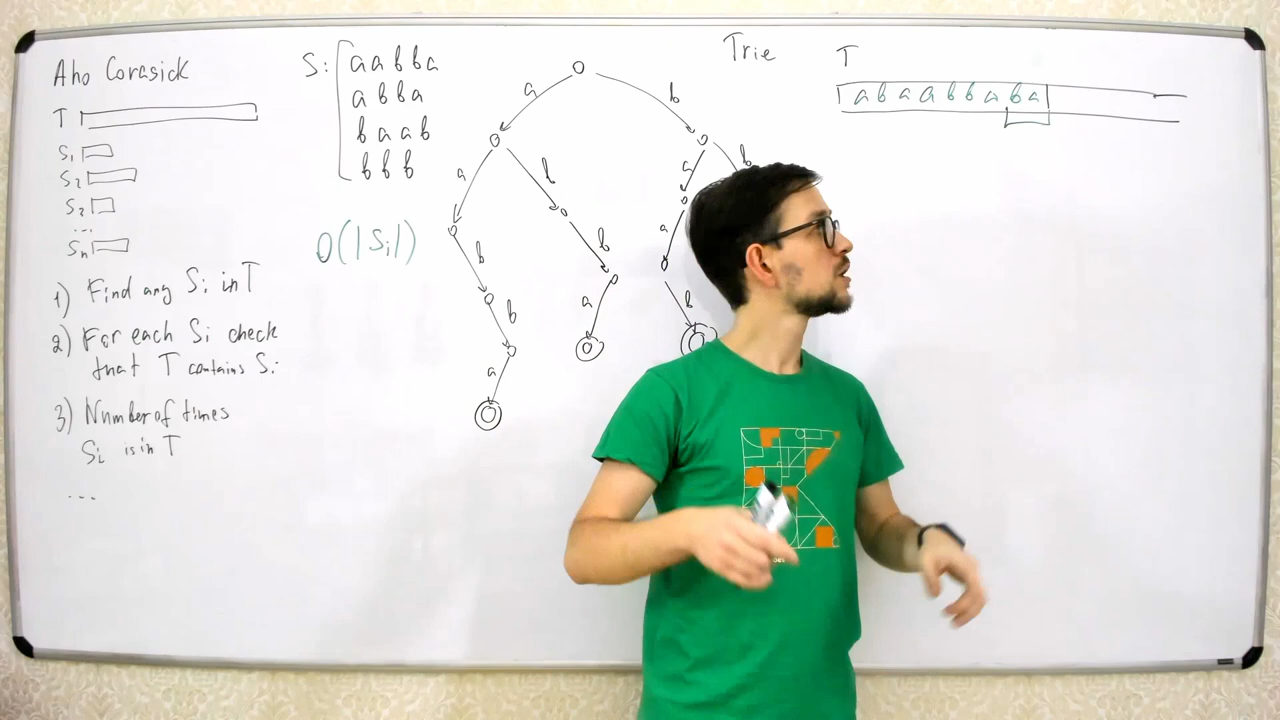 Aho Corasick
T
S1
S2
S2
...
Sn
1) Find any Si in T
2) For each Si check
that T contains Si
3) Number of times
Si is in T
...
S:
aabba
abba
baab
bbb
O(|Si|)
a
b
a
b
a
b
b
b
a
b
b
a
a
b
Trie
T
abaabbaba